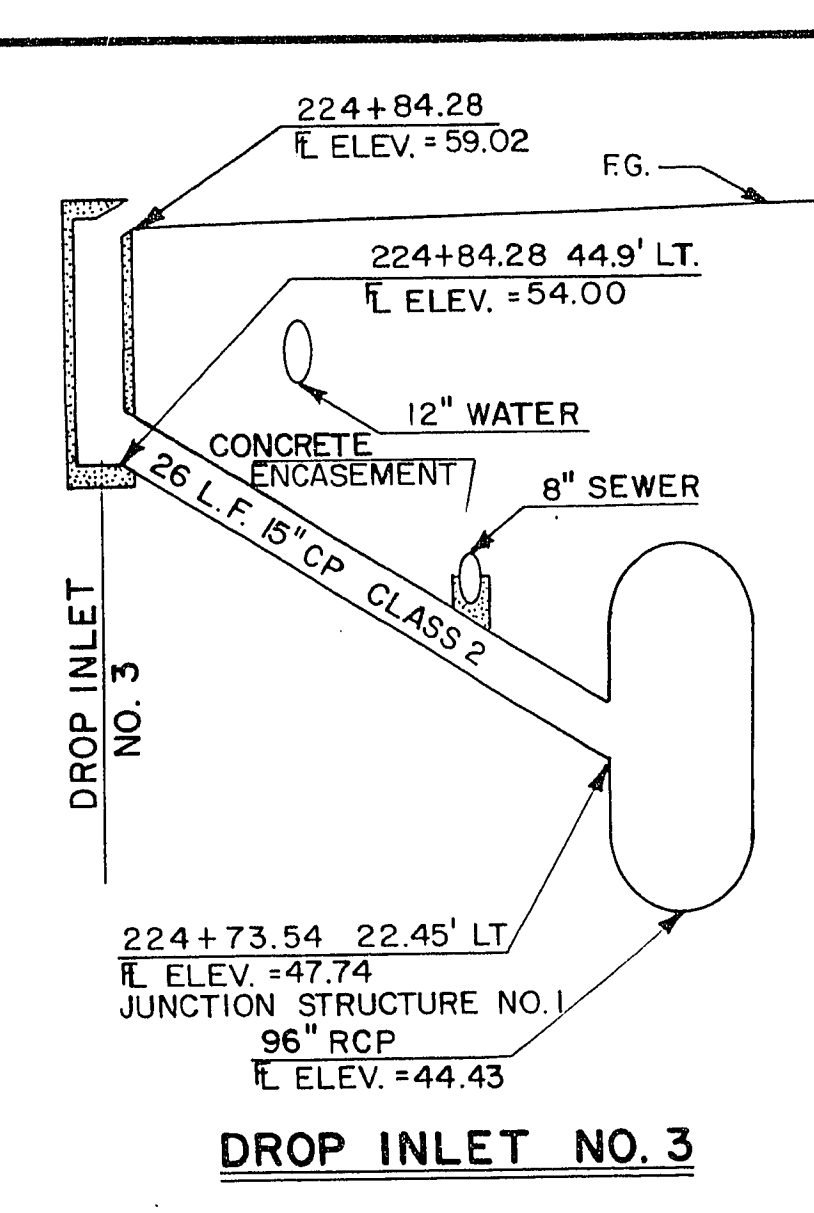 224+84.28
FL ELEV. = 59.02
F.G.
224+84.28 44.9' LT.
FL ELEV. = 54.00
12" WATER
CONCRETE
ENCASEMENT
8" SEWER
26 L.F. 15" CP CLASS 2
DROP INLET
NO. 3
224+73.54 22.45' LT
FL ELEV. = 47.74
JUNCTION STRUCTURE NO. 1
96" RCP
FL ELEV. = 44.43
DROP INLET NO. 3